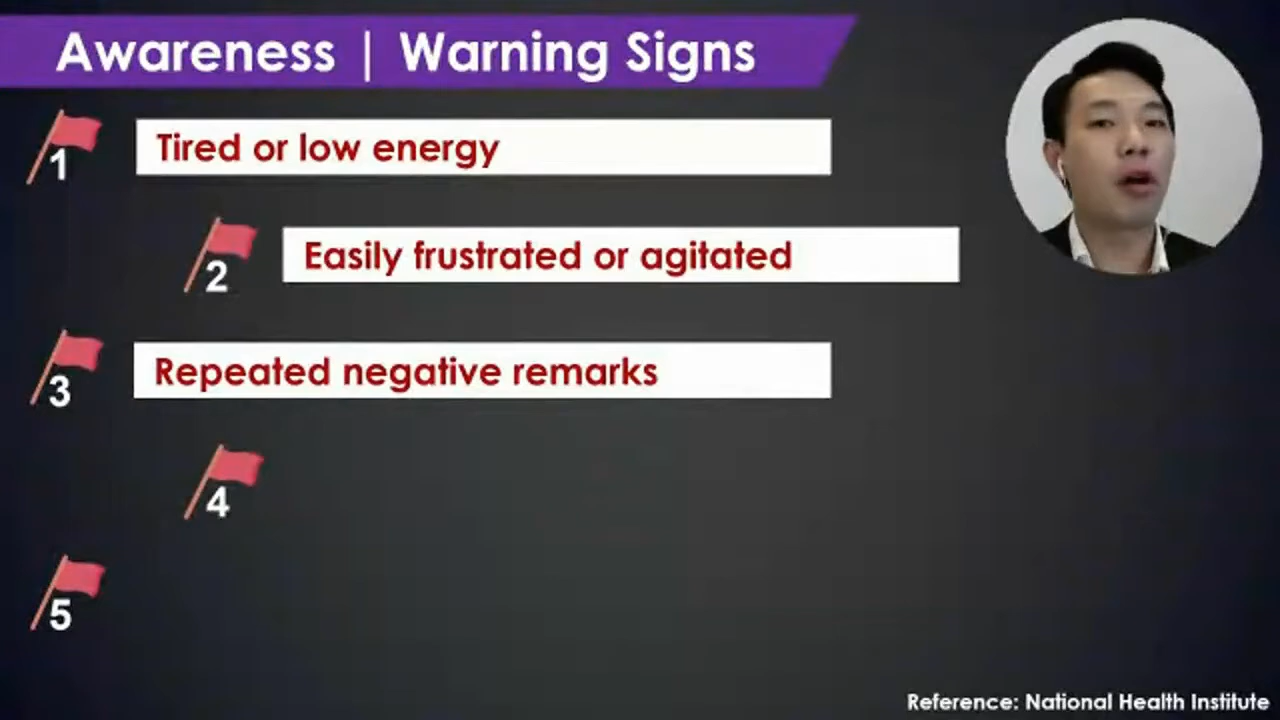 Awareness | Warning Signs
1 Tired or low energy
2 Easily frustrated or agitated
3 Repeated negative remarks
4
5
Reference: National Health Institute